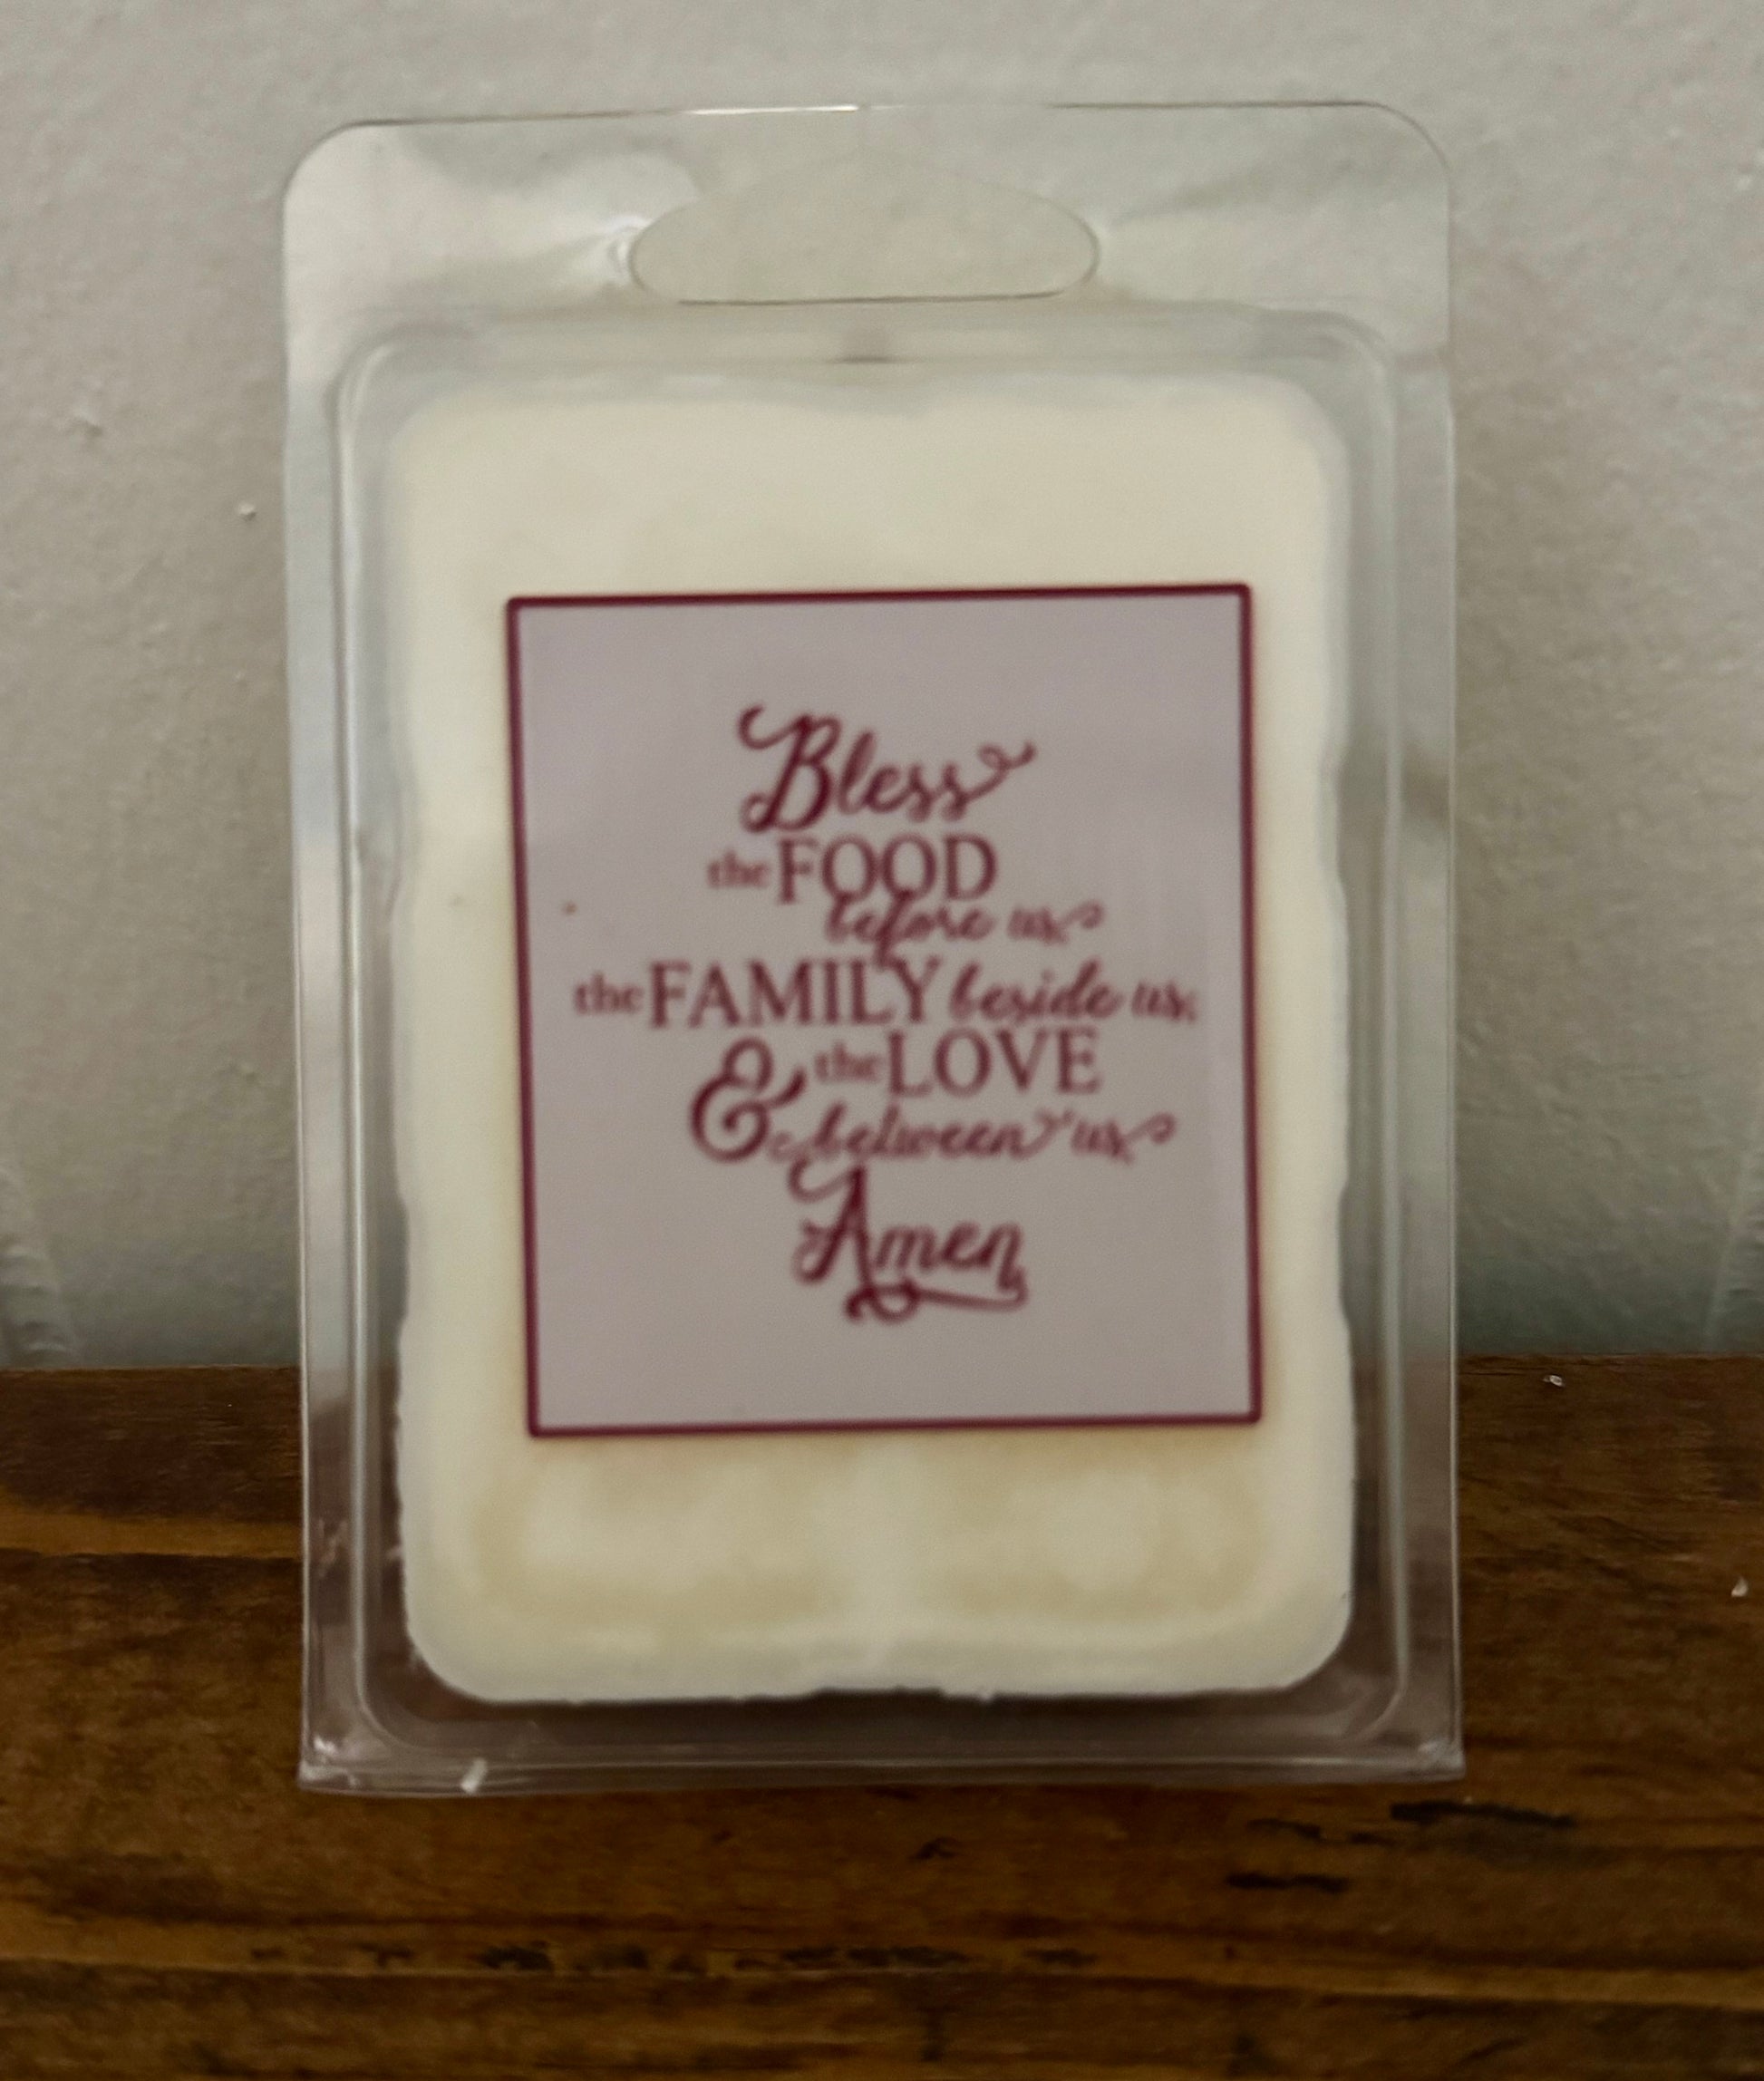 Bless
the FOOD
before us,
the FAMILY beside us,
& the LOVE
between us,
Amen